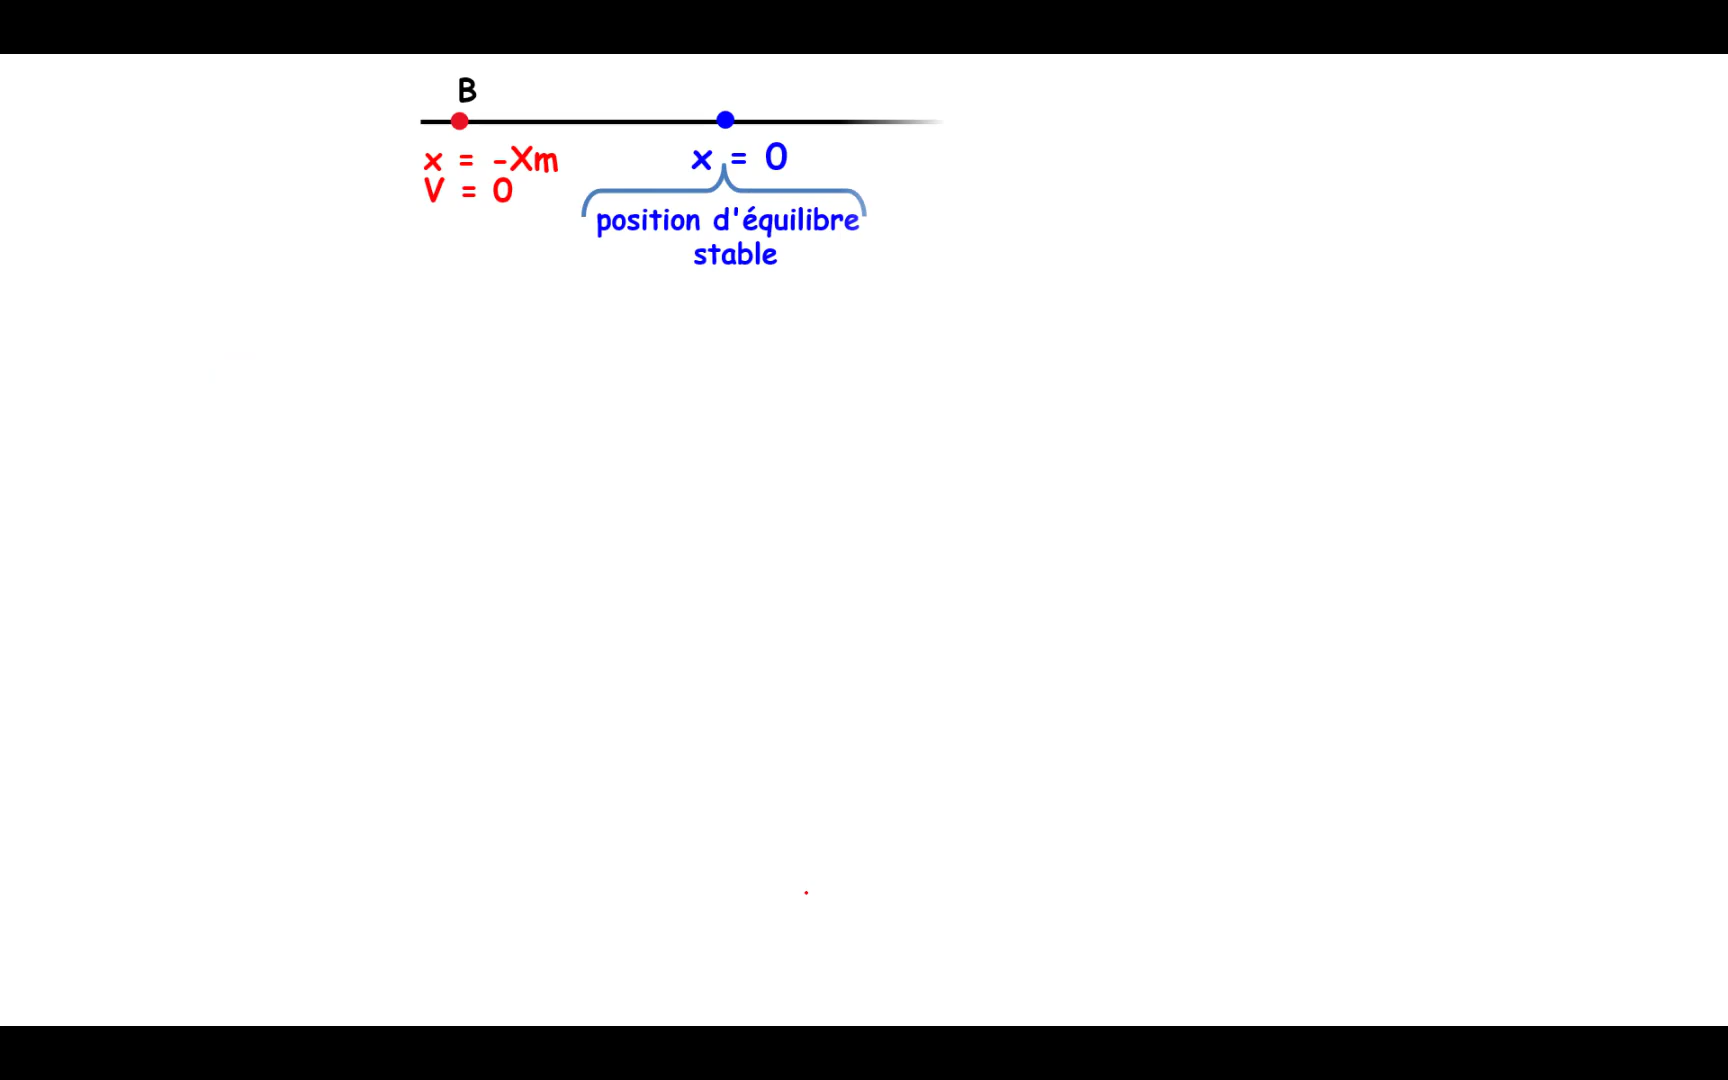 B
x = -Xm
V = 0
x = 0
position d'équilibre
stable